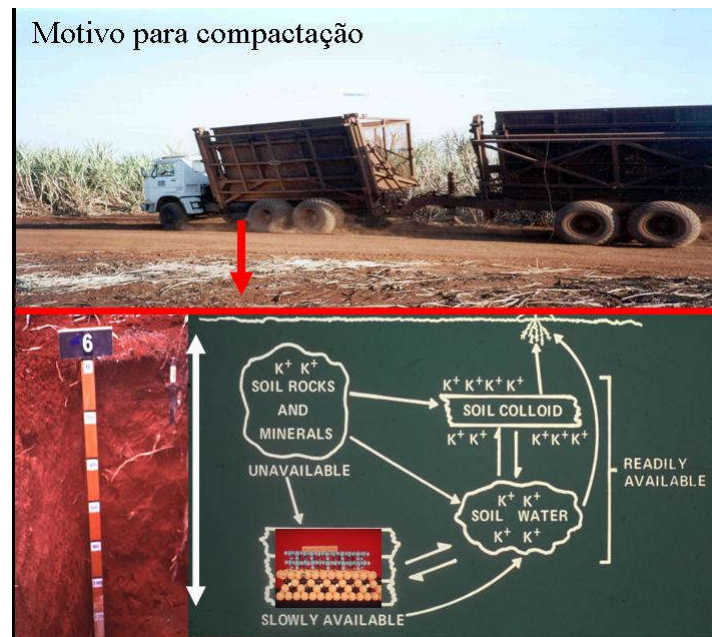 Motivo para compactação
6
K+ K+
SOIL ROCKS
AND
MINERALS
UNAVAILABLE
K+ K+ K+ K+
SOIL COLLOID
K+ K+
K+ K+ K+
READILY
AVAILABLE
K+ K+
SOIL WATER
K+ K+
SLOWLY AVAILABLE